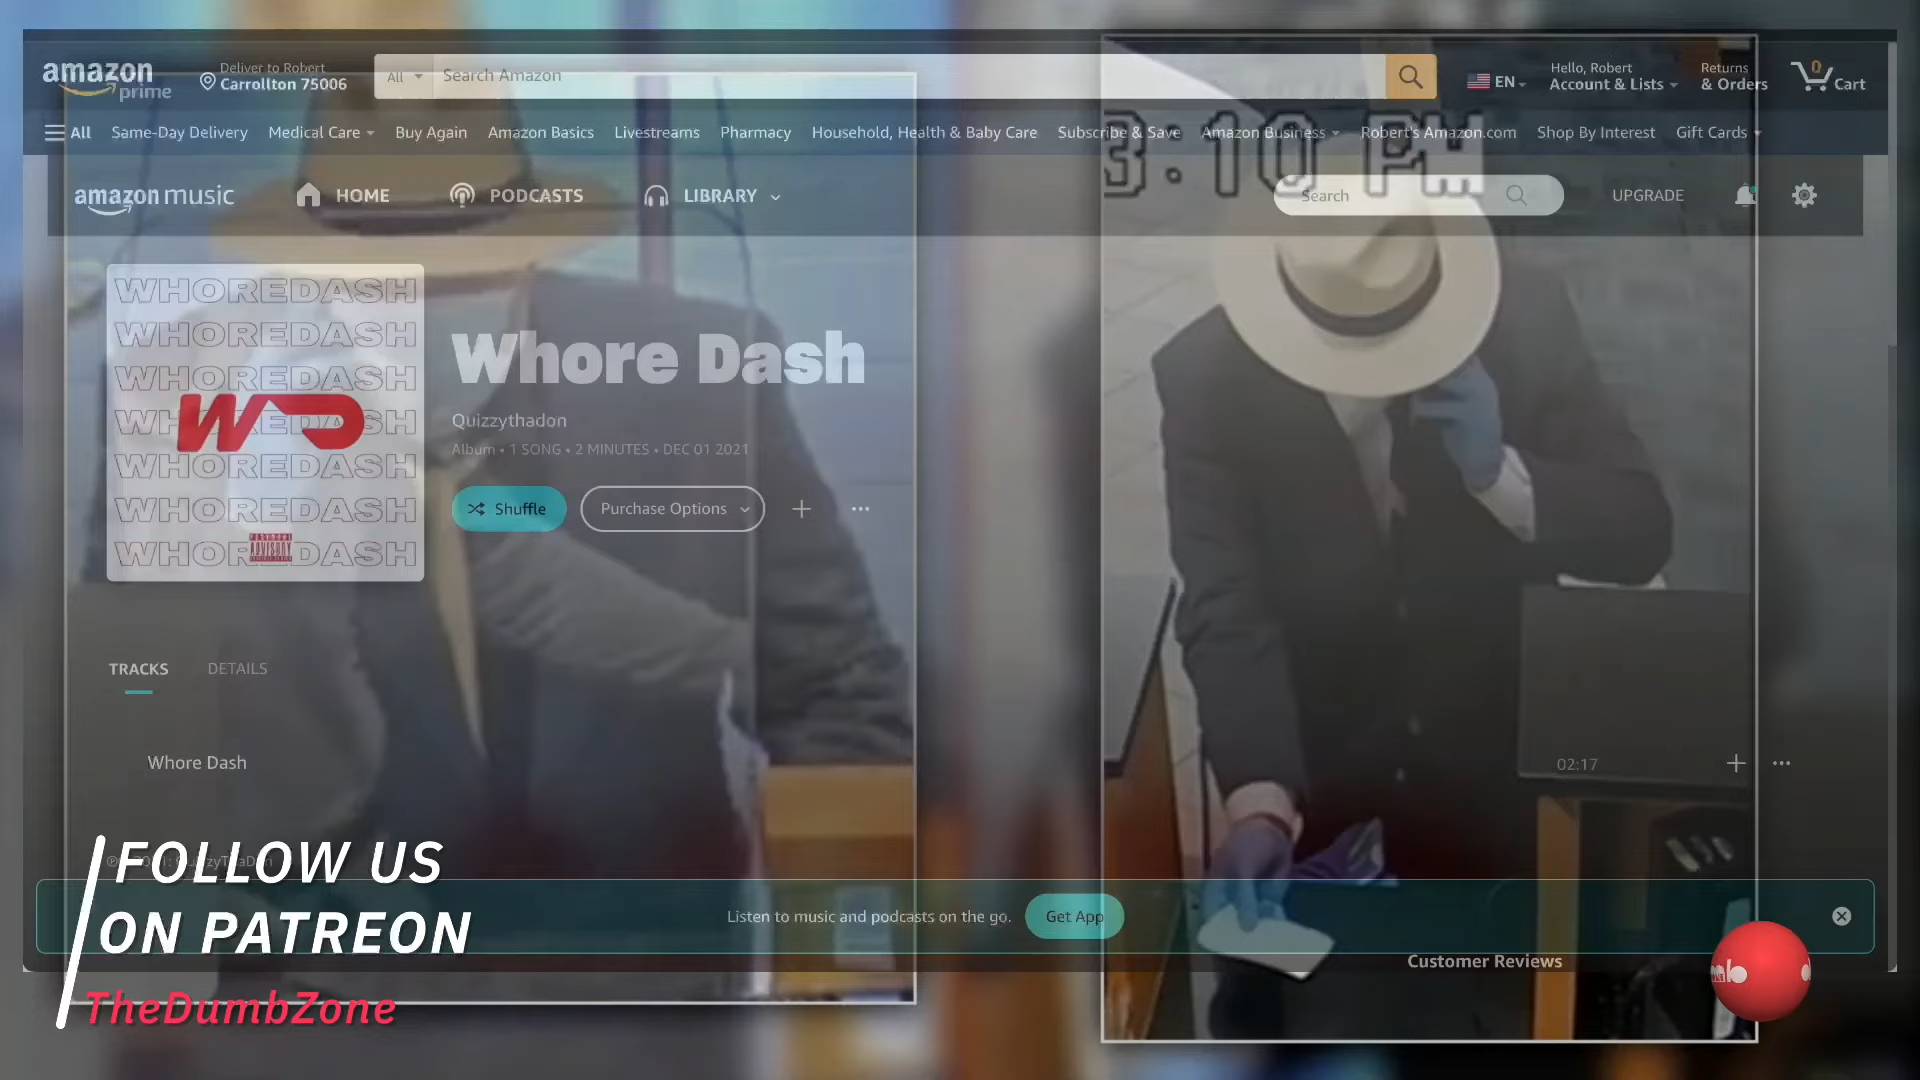 amazon
prime
Deliver to Robert
Carrollton 75006
All
Search Amazon
EN
Hello, Robert
Account & Lists
Returns
& Orders
0
Cart
All
Same-Day Delivery
Medical Care
Buy Again
Amazon Basics
Livestreams
Pharmacy
Household, Health & Baby Care
Subscribe & Save
Amazon Business
Robert's Amazon.com
Shop By Interest
Gift Cards
3:10 PM
amazon music
HOME
PODCASTS
LIBRARY
Search
UPGRADE
WHOREDASH
WHOREDASH
WHOREDASH
WHOREDASH
WD
WHOREDASH
WHOREDASH
WHOREDASH
ADVISORY
Whore Dash
Quizzythadon
Album • 1 SONG • 2 MINUTES • DEC 01 2021
Shuffle
Purchase Options
TRACKS
DETAILS
Whore Dash
02:17
FOLLOW US
ON PATREON
TheDumbZone
Listen to music and podcasts on the go.
Get App
Customer Reviews